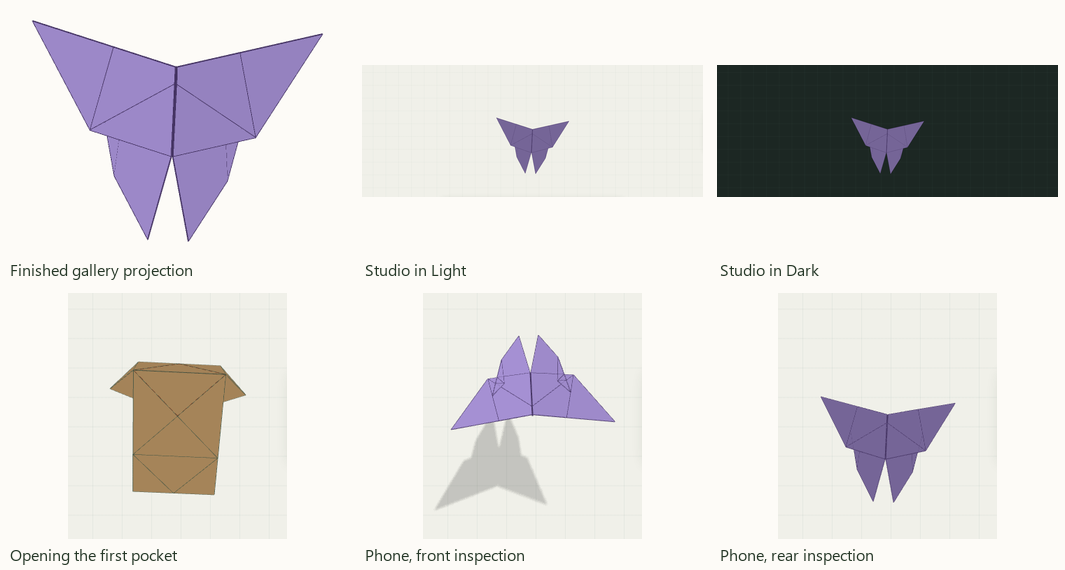 Finished gallery projection
Studio in Light
Studio in Dark
Opening the first pocket
Phone, front inspection
Phone, rear inspection